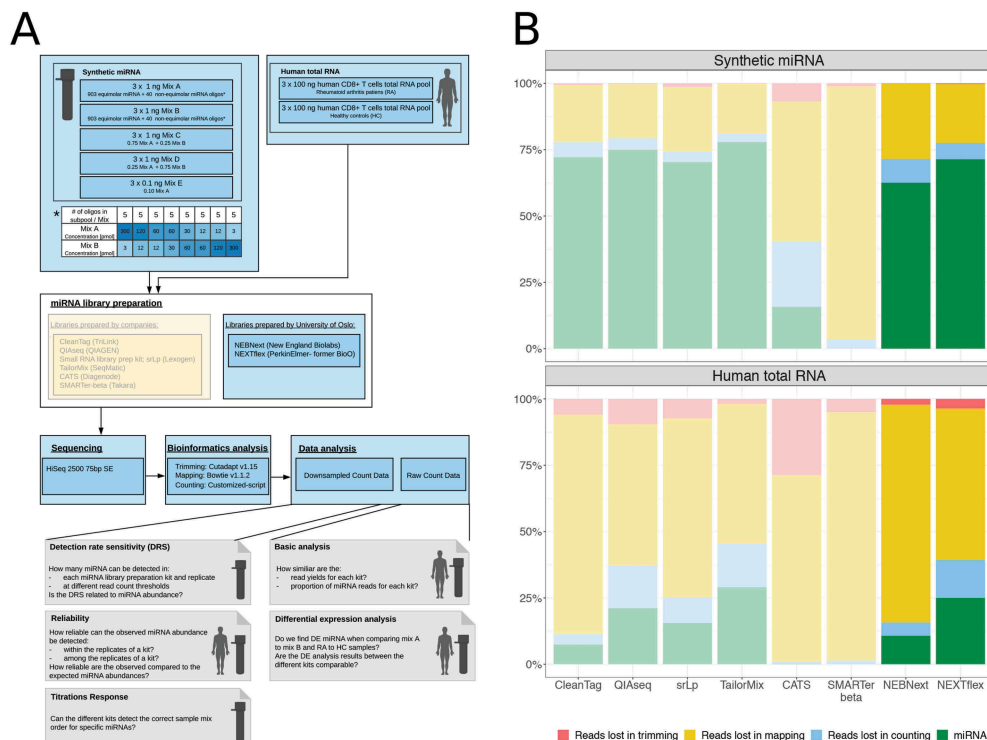 A
Synthetic miRNA
3 x 1 ng Mix A
903 equimolar miRNA + 40 non-equimolar miRNA oligos*
3 x 1 ng Mix B
903 equimolar miRNA + 40 non-equimolar miRNA oligos*
3 x 1 ng Mix C
0.75 Mix A + 0.25 Mix B
3 x 1 ng Mix D
0.25 Mix A + 0.75 Mix B
3 x 0.1 ng Mix E
0.10 Mix A
*
# of oligos in subpool / Mix 5 5 5 5 5 5 5 5
Mix A Concentration [pmol] 300 120 60 60 30 12 12 3
Mix B Concentration [pmol] 3 12 12 30 60 60 120 300
Human total RNA
3 x 100 ng human CD8+ T cells total RNA pool
Rheumatoid arthritis patiens (RA)
3 x 100 ng human CD8+ T cells total RNA pool
Healthy controls (HC)
miRNA library preparation
Libraries prepared by companies:
CleanTag (TriLink)
QIAseq (QIAGEN)
Small RNA library prep kit; srLp (Lexogen)
TailorMix (SeqMatic)
CATS (Diagenode)
SMARTer-beta (Takara)
Libraries prepared by University of Oslo:
NEBNext (New England Biolabs)
NEXTflex (PerkinElmer- former BioO)
Sequencing
HiSeq 2500 75bp SE
Bioinformatics analysis
Trimming: Cutadapt v1.15
Mapping: Bowtie v1.1.2
Counting: Customized-script
Data analysis
Downsampled Count Data
Raw Count Data
Detection rate sensitivity (DRS)
How many miRNA can be detected in:
- each miRNA library preparation kit and replicate
- at different read count thresholds
Is the DRS related to miRNA abundance?
Basic analysis
How similiar are the:
- read yields for each kit?
- proportion of miRNA reads for each kit?
Reliability
How reliable can the observed miRNA abundance
be detected:
- within the replicates of a kit?
- among the replicates of a kit?
How reliable are the observed compared to the
expected miRNA abundances?
Differential expression analysis
Do we find DE miRNA when comparing mix A
to mix B and RA to HC samples?
Are the DE analysis results between the
different kits comparable?
Titrations Response
Can the different kits detect the correct sample mix
order for specific miRNAs?
B
Synthetic miRNA
100%
75%
50%
25%
0%
Human total RNA
100%
75%
50%
25%
0%
CleanTag QIAseq srLp TailorMix CATS SMARTer beta NEBNext NEXTflex
Reads lost in trimming Reads lost in mapping Reads lost in counting miRNA